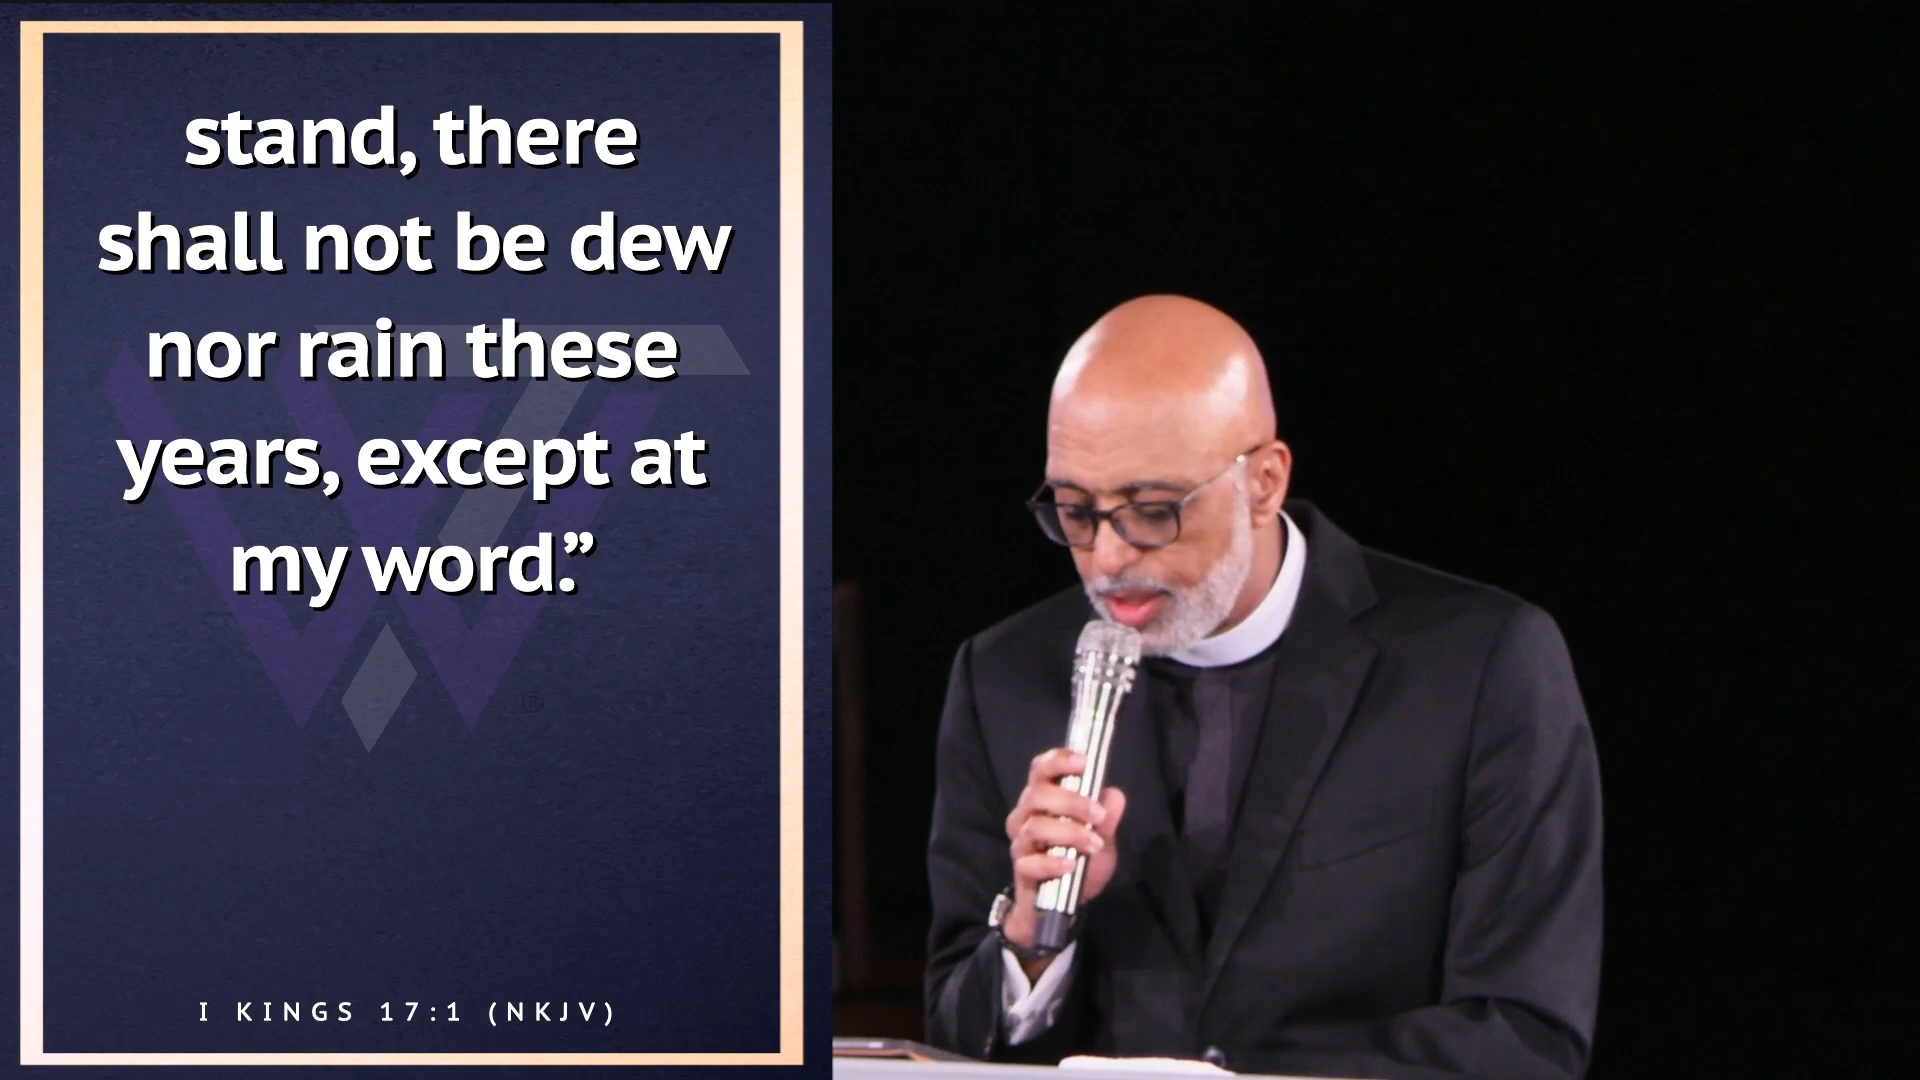 stand, there
shall not be dew
nor rain these
years, except at
my word.”
®
I KINGS 17:1 (NKJV)